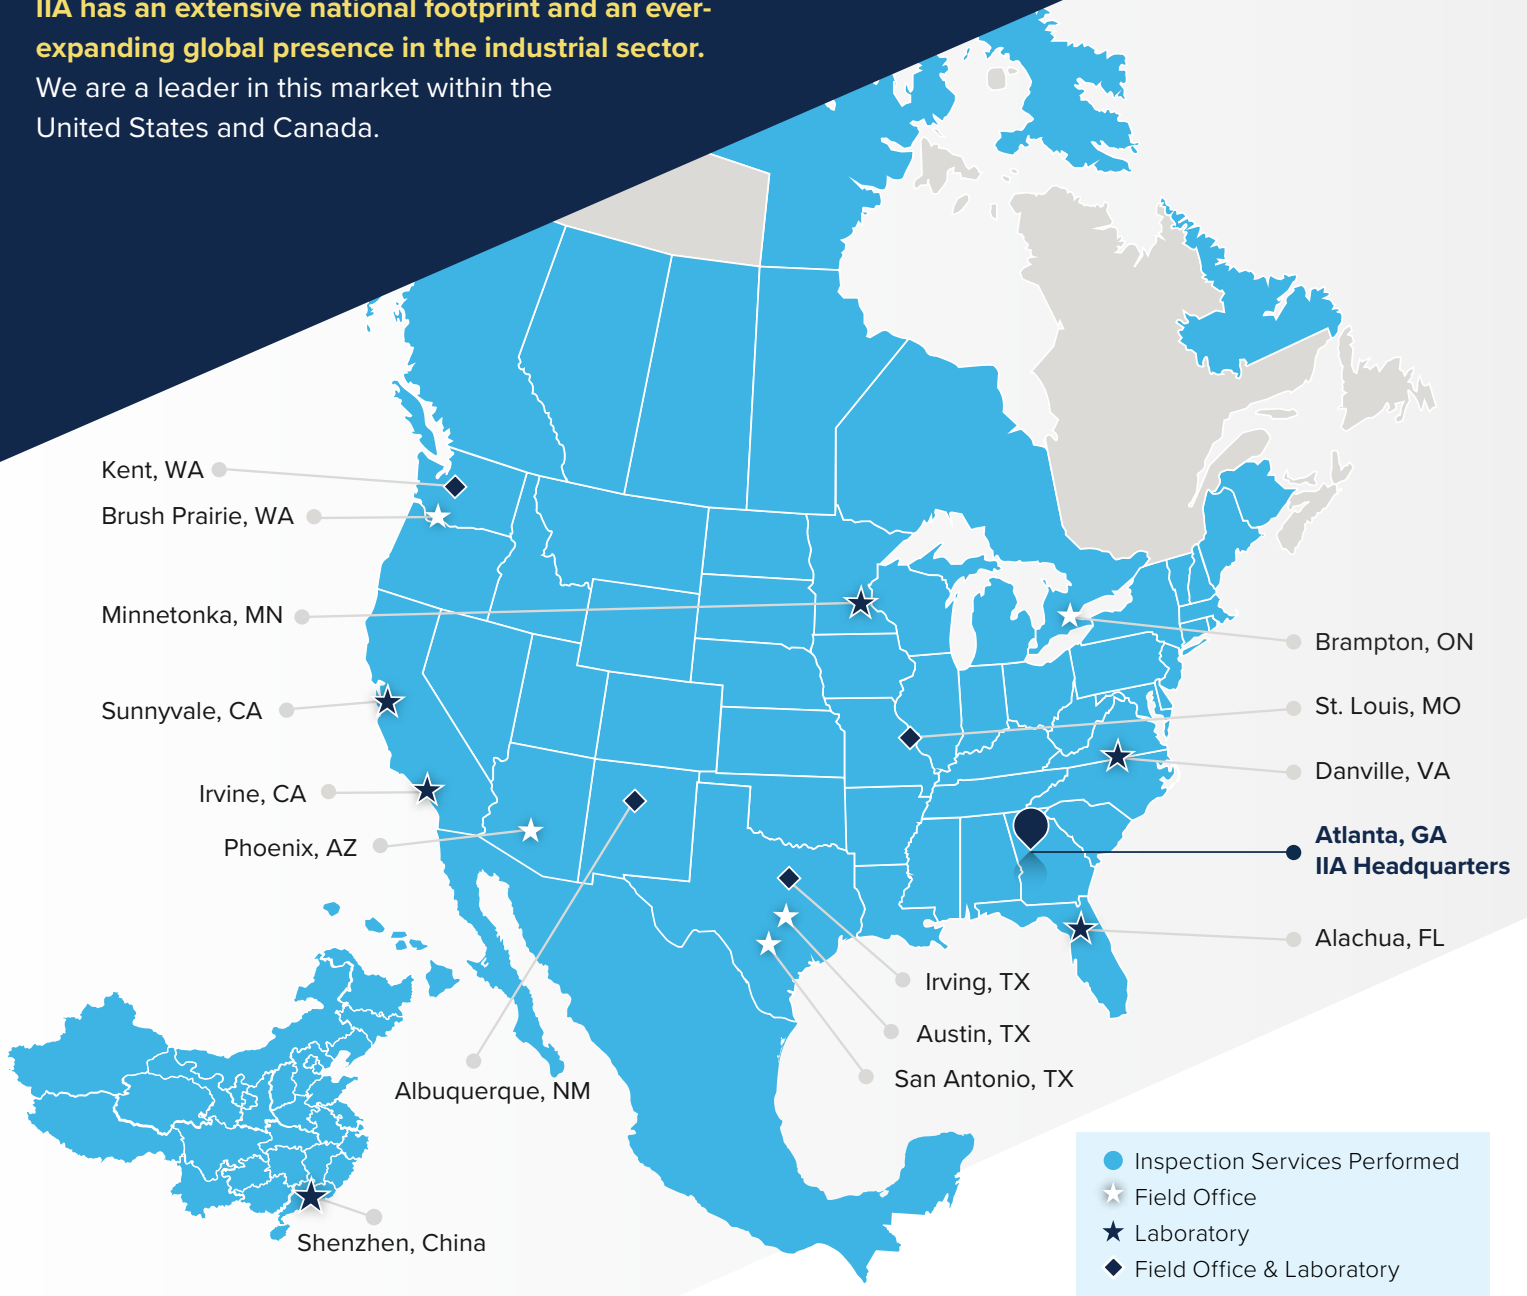 IIA has an extensive national footprint and an ever-
expanding global presence in the industrial sector.
We are a leader in this market within the
United States and Canada.
Kent, WA
Brush Prairie, WA
Minnetonka, MN
Sunnyvale, CA
Irvine, CA
Phoenix, AZ
Brampton, ON
St. Louis, MO
Danville, VA
Atlanta, GA
IIA Headquarters
Alachua, FL
Irving, TX
Austin, TX
San Antonio, TX
Albuquerque, NM
Shenzhen, China
Inspection Services Performed
Field Office
Laboratory
Field Office & Laboratory